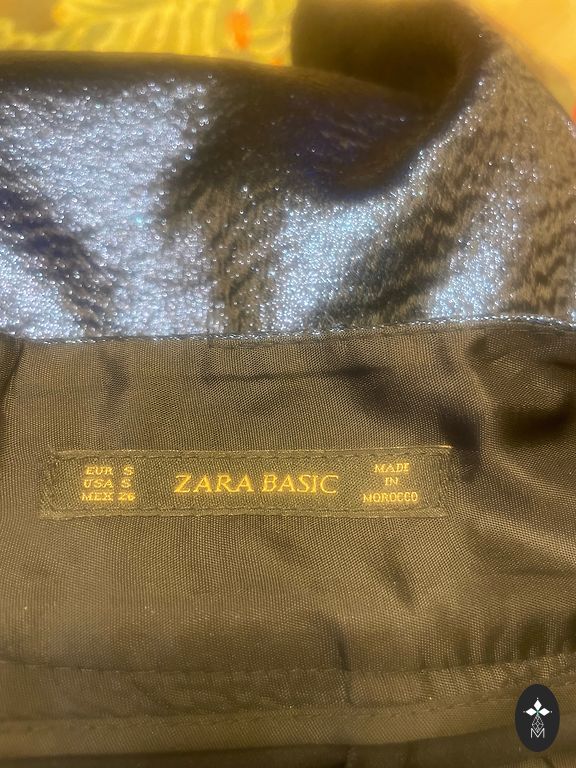 EUR S
USA S
MEX 26
ZARA BASIC
MADE
IN
MOROCCO
M